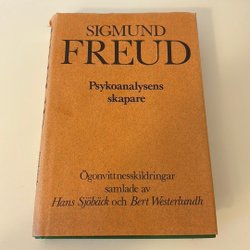 SIGMUND
FREUD
Psykoanalysens
skapare
Ögonvittnesskildringar
samlade av
Hans Sjöbäck och Bert Westerlundh